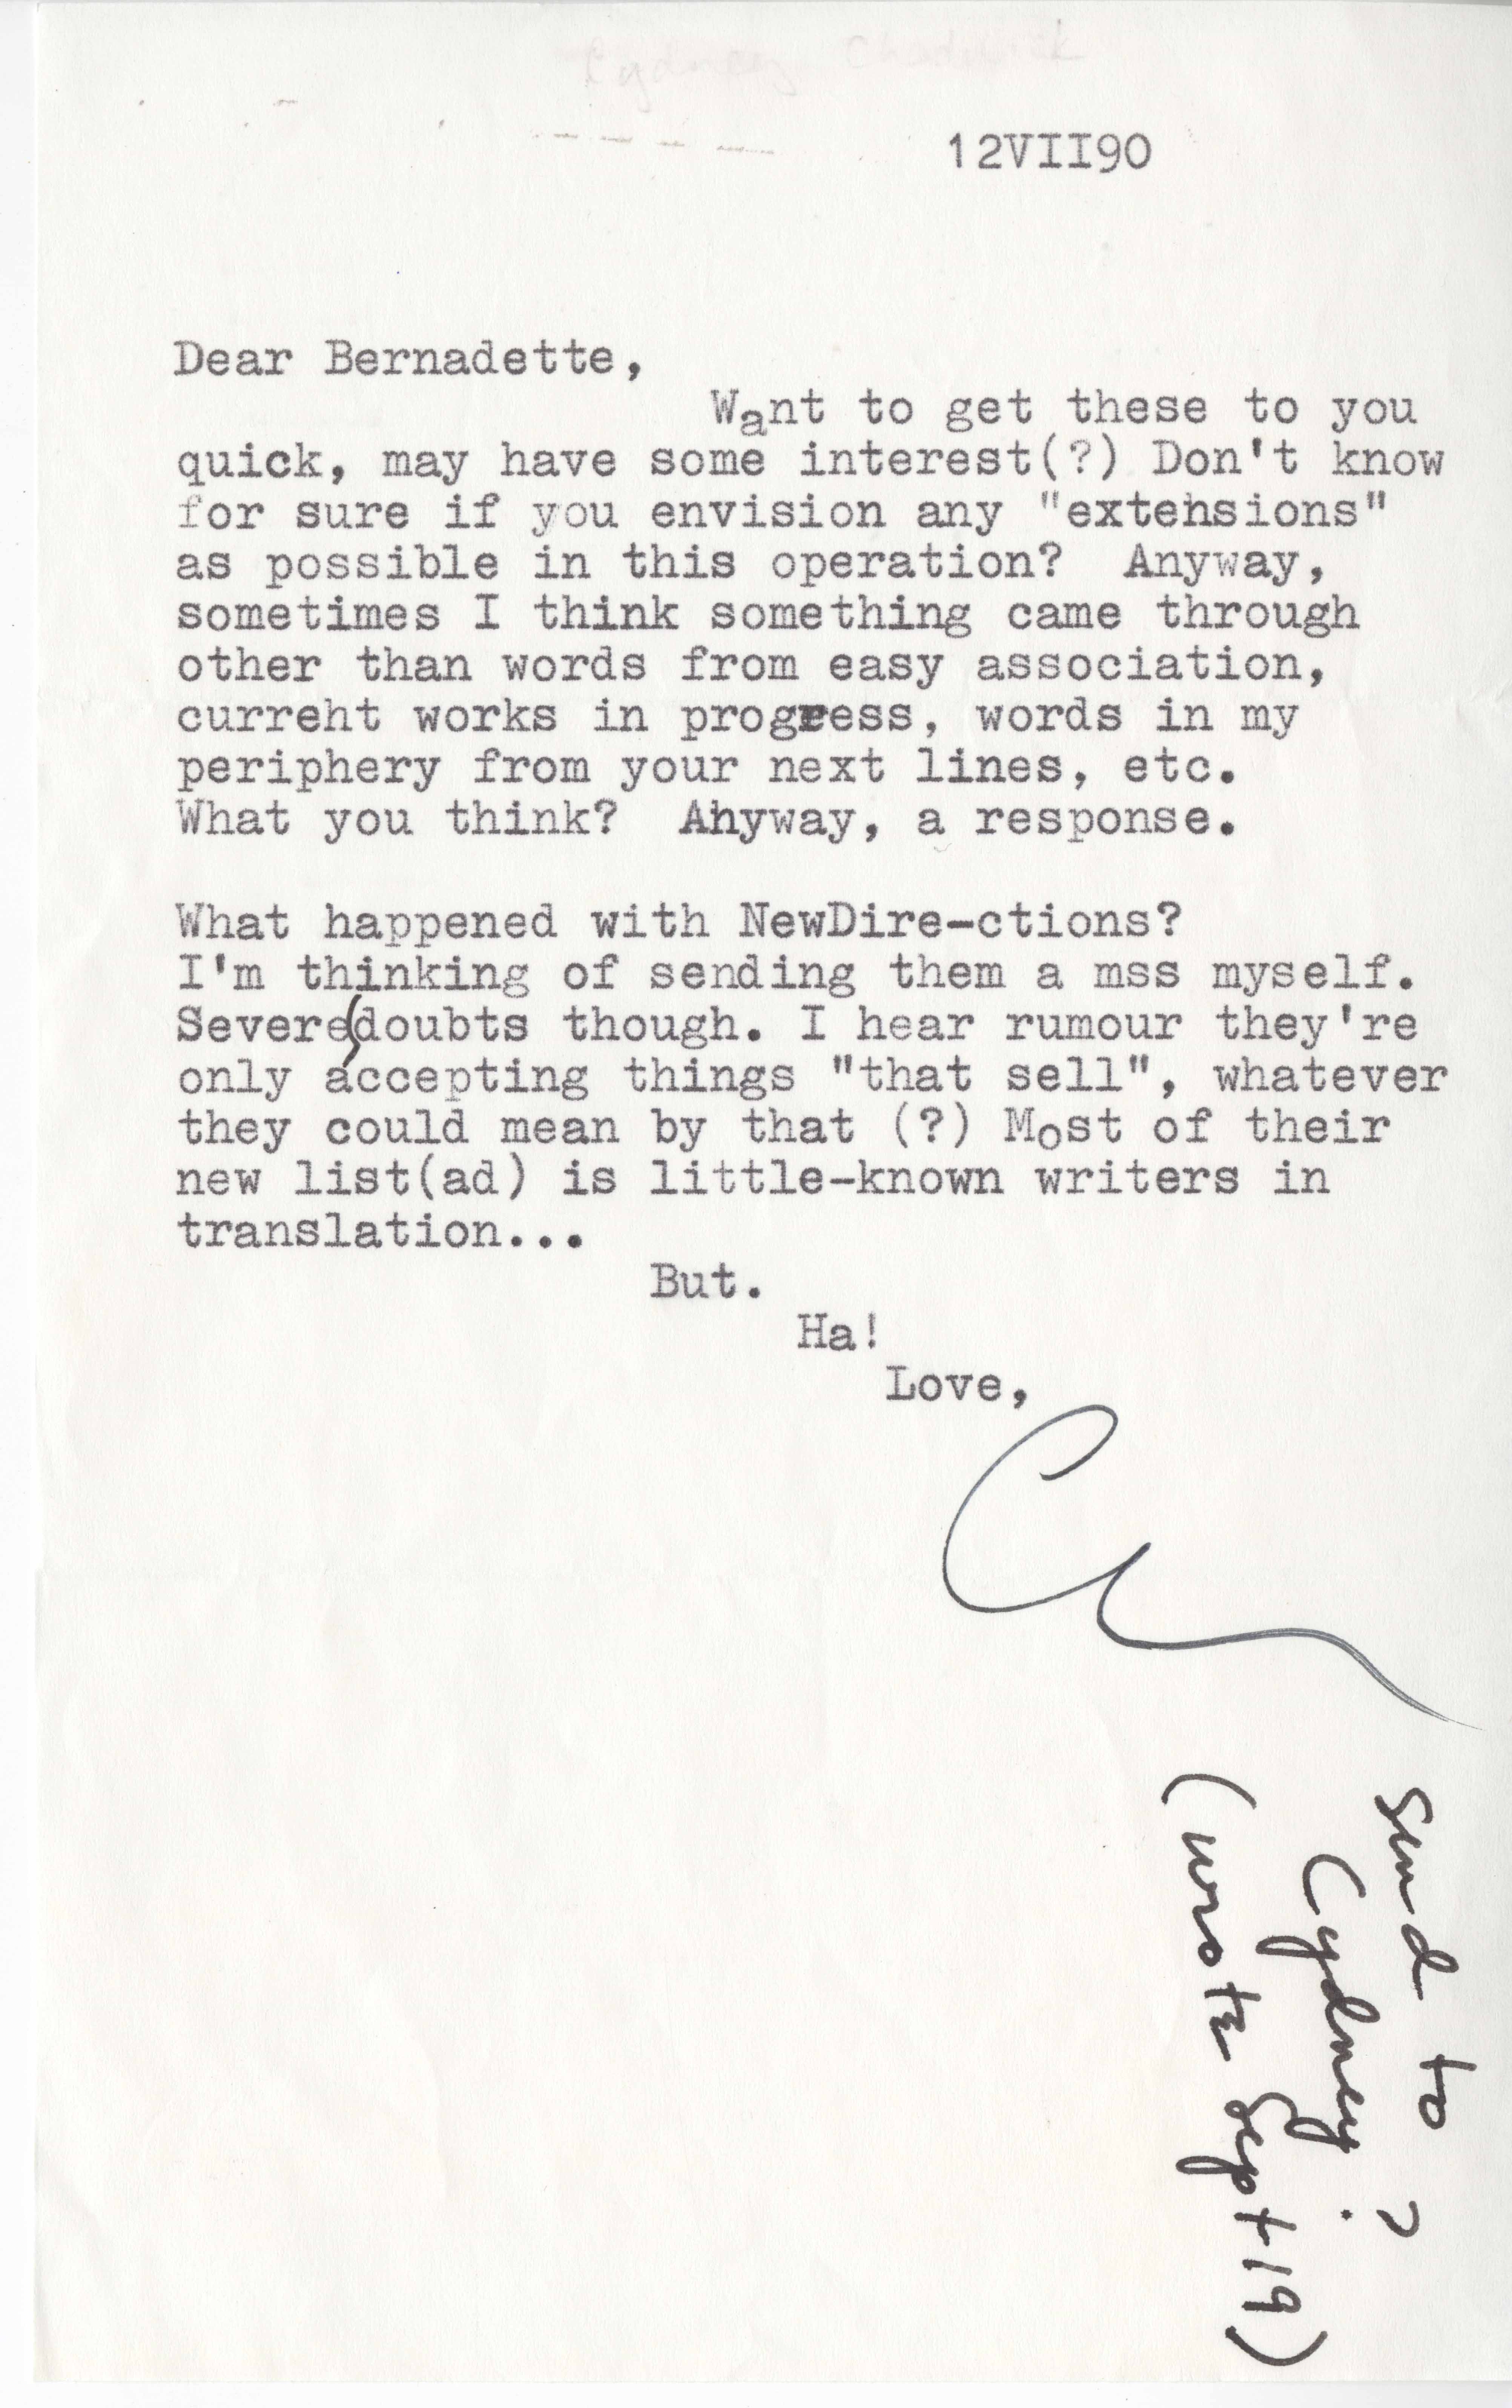 Cydney Chadwick
12VII90
Dear Bernadette,
Want to get these to you
quick, may have some interest(?) Don't know
for sure if you envision any "extehsions"
as possible in this operation?  Anyway,
sometimes I think something came through
other than words from easy association,
curreht works in progress, words in my
periphery from your next lines, etc.
What you think?  Ahyway, a response.
What happened with NewDire-ctions?
I'm thinking of sending them a mss myself.
Severedoubts though. I hear rumour they're
only accepting things "that sell", whatever
they could mean by that (?) Most of their
new list(ad) is little-known writers in
translation...
But.
Ha!
Love,
C
send to
Cydney?
(wrote Sept 19)